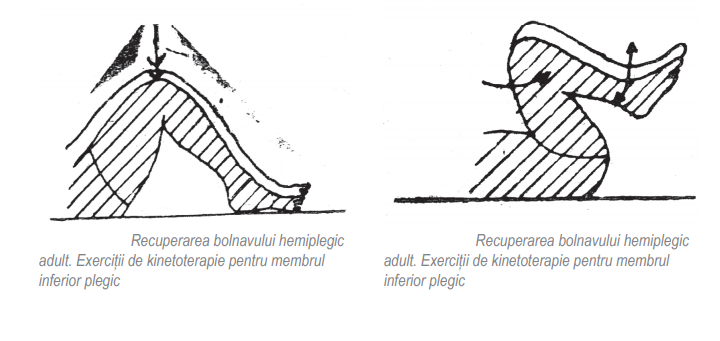 Recuperarea bolnavului hemiplegic
adult. Exerciții de kinetoterapie pentru membrul
inferior plegic
Recuperarea bolnavului hemiplegic
adult. Exerciții de kinetoterapie pentru membrul
inferior plegic